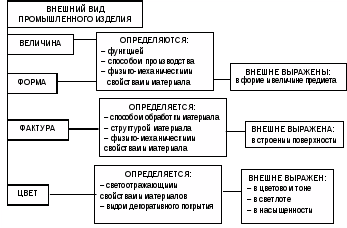 ВНЕШНИЙ ВИД
ПРОМЫШЛЕННОГО ИЗДЕЛИЯ
ВЕЛИЧИНА
ФОРМА
ОПРЕДЕЛЯЮТСЯ:
– функцией
– способом производства
– физико-механическими
свойствами материала
ВНЕШНЕ ВЫРАЖЕНЫ:
в форме и величине предмета
ФАКТУРА
ОПРЕДЕЛЯЕТСЯ:
– способом обработки материала
– структурой материала
– физико-механическими
свойствами материала
ВНЕШНЕ ВЫРАЖЕНА:
в строении поверхности
ЦВЕТ
ОПРЕДЕЛЯЕТСЯ:
– светоотражающими
свойствами материалов
– видом декоративного покрытия
ВНЕШНЕ ВЫРАЖЕН:
– в цветовом тоне
– в светлоте
– в насыщенности